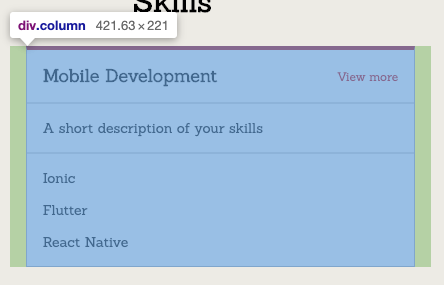 Skills
div.column 421.63×221
Mobile Development View more
A short description of your skills
Ionic
Flutter
React Native